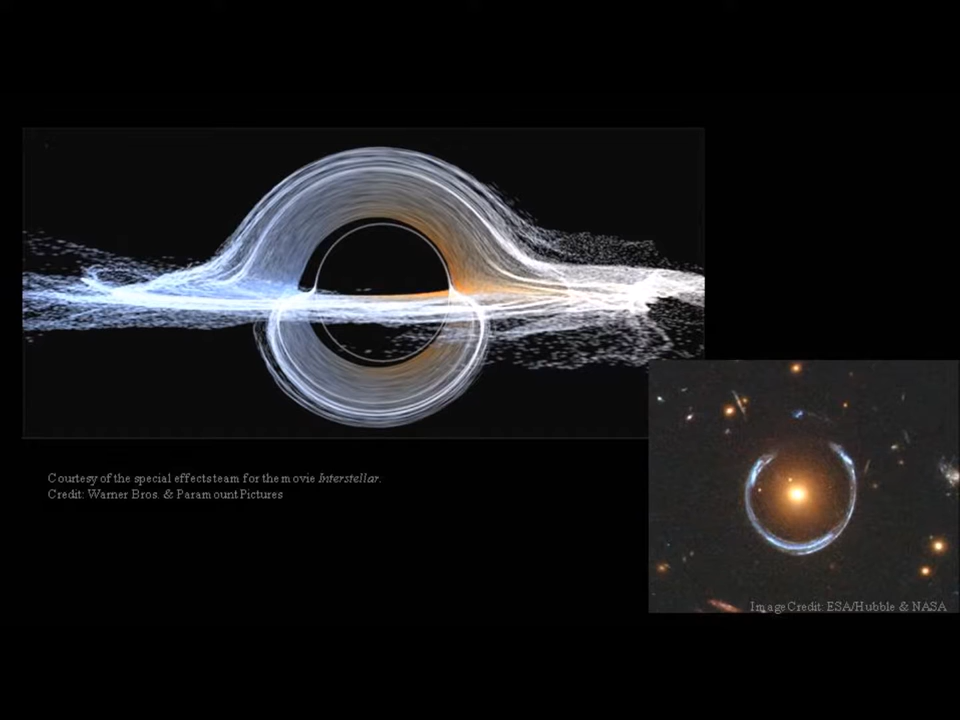 Courtesy of the special effects team for the movie Interstellar.
Credit: Warner Bros. & Paramount Pictures
Image Credit: ESA/Hubble & NASA